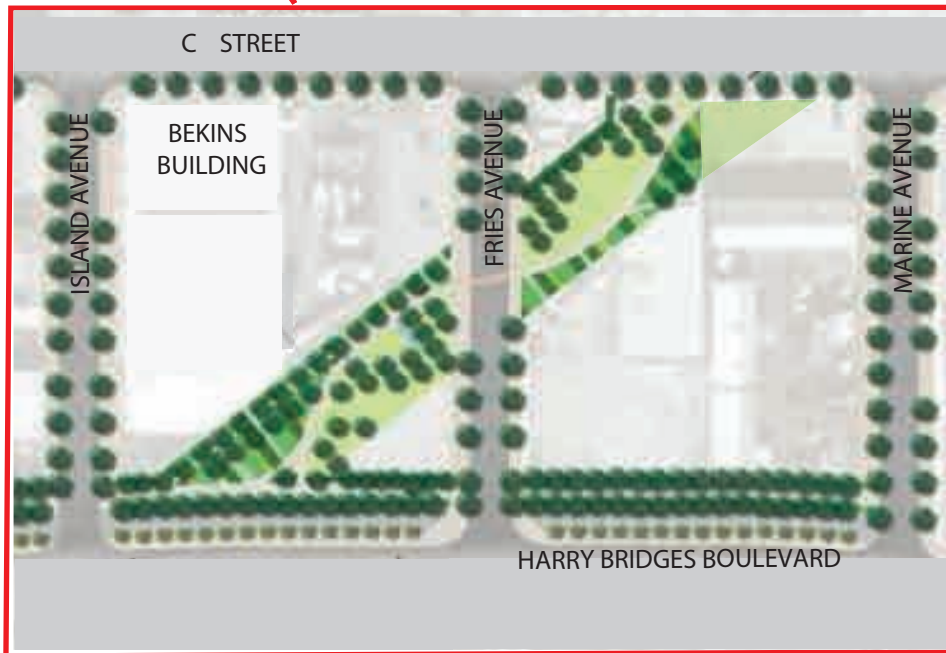 C STREET
BEKINS
BUILDING
ISLAND AVENUE
FRIES AVENUE
MARINE AVENUE
HARRY BRIDGES BOULEVARD